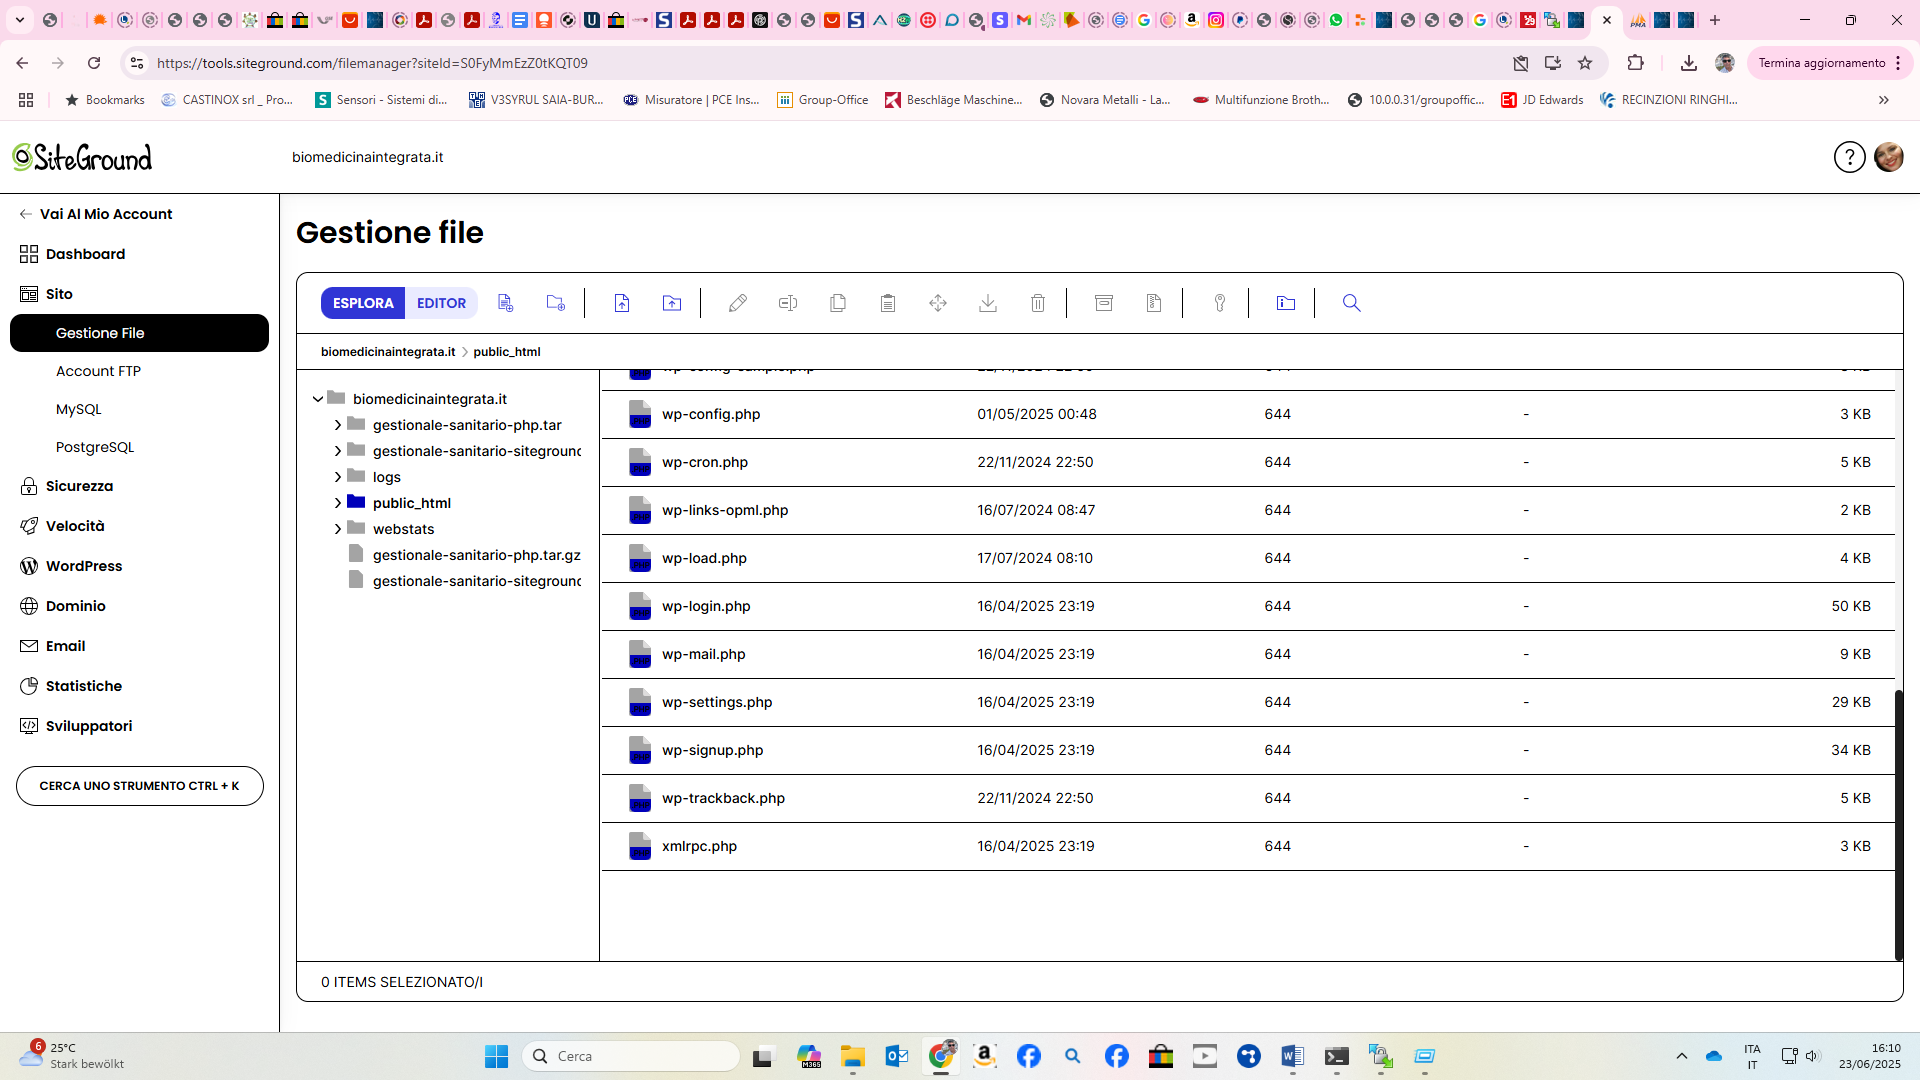 https://tools.siteground.com/filemanager?siteId=S0FyMmEzZ0tKQT09
Termina aggiornamento
Bookmarks
CASTINOX srl _ Pro...
Sensori - Sistemi di...
V3SYRUL SAIA-BUR...
Misuratore | PCE Ins...
Group-Office
Beschläge Maschine...
Novara Metalli - La...
Multifunzione Broth...
10.0.0.31/groupoffic...
JD Edwards
RECINZIONI RINGHI...
SiteGround
biomedicinaintegrata.it
?
Vai Al Mio Account
Dashboard
Sito
Gestione File
Account FTP
MySQL
PostgreSQL
Sicurezza
Velocità
WordPress
Dominio
Email
Statistiche
Sviluppatori
CERCA UNO STRUMENTO CTRL + K
Gestione file
ESPLORA EDITOR
biomedicinaintegrata.it > public_html
biomedicinaintegrata.it
gestionale-sanitario-php.tar
gestionale-sanitario-siteground
logs
public_html
webstats
gestionale-sanitario-php.tar.gz
gestionale-sanitario-siteground
wp-config.php 01/05/2025 00:48 644 - 3 KB
wp-cron.php 22/11/2024 22:50 644 - 5 KB
wp-links-opml.php 16/07/2024 08:47 644 - 2 KB
wp-load.php 17/07/2024 08:10 644 - 4 KB
wp-login.php 16/04/2025 23:19 644 - 50 KB
wp-mail.php 16/04/2025 23:19 644 - 9 KB
wp-settings.php 16/04/2025 23:19 644 - 29 KB
wp-signup.php 16/04/2025 23:19 644 - 34 KB
wp-trackback.php 22/11/2024 22:50 644 - 5 KB
xmlrpc.php 16/04/2025 23:19 644 - 3 KB
0 ITEMS SELEZIONATO/I
6
25°C
Stark bewölkt
Cerca
ITA
IT
16:10
23/06/2025